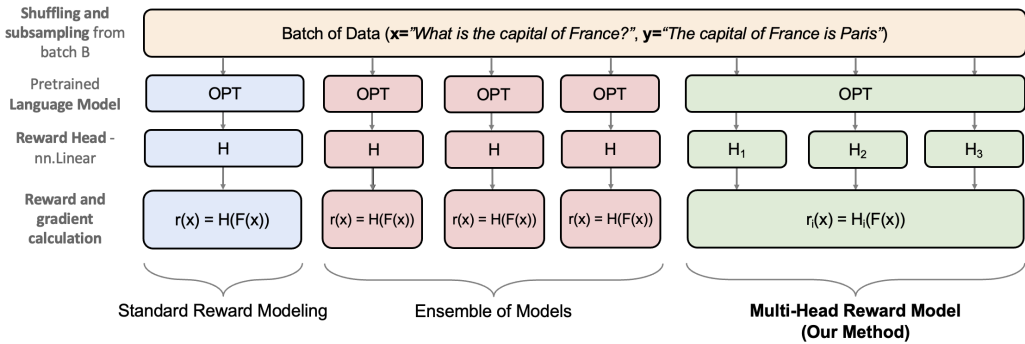 Shuffling and
subsampling from
batch B
Batch of Data (x="What is the capital of France?", y=“The capital of France is Paris”)
Pretrained
Language Model
OPT
OPT
OPT
OPT
OPT
Reward Head -
nn.Linear
H
H
H
H
H₁
H₂
H₃
Reward and
gradient
calculation
r(x) = H(F(x))
r(x) = H(F(x))
r(x) = H(F(x))
r(x) = H(F(x))
rᵢ(x) = Hᵢ(F(x))
Standard Reward Modeling
Ensemble of Models
Multi-Head Reward Model
(Our Method)